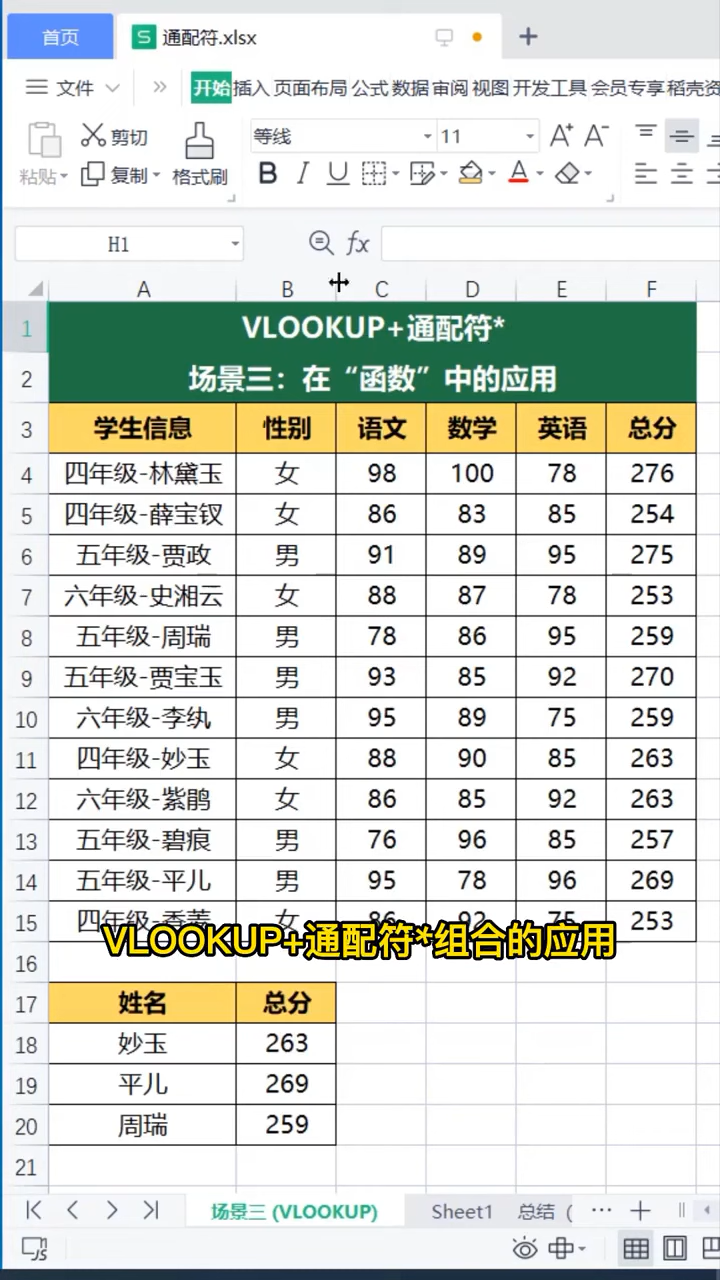 首页
S 通配符.xlsx
文件
开始 插入 页面布局 公式 数据 审阅 视图 开发工具 会员专享 稻壳资
粘贴 剪切 复制 格式刷
等线 11
B I U A
H1 fx
A B C D E F
1 VLOOKUP+通配符*
2 场景三：在“函数”中的应用
3 学生信息 性别 语文 数学 英语 总分
4 四年级-林黛玉 女 98 100 78 276
5 四年级-薛宝钗 女 86 83 85 254
6 五年级-贾政 男 91 89 95 275
7 六年级-史湘云 女 88 87 78 253
8 五年级-周瑞 男 78 86 95 259
9 五年级-贾宝玉 男 93 85 92 270
10 六年级-李纨 男 95 89 75 259
11 四年级-妙玉 女 88 90 85 263
12 六年级-紫鹃 女 86 85 92 263
13 五年级-碧痕 男 76 96 85 257
14 五年级-平儿 男 95 78 96 269
15 四年级-香菱 女 86 92 75 253
VLOOKUP+通配符*组合的应用
16
17 姓名 总分
18 妙玉 263
19 平儿 269
20 周瑞 259
21
场景三 (VLOOKUP) Sheet1 总结 (